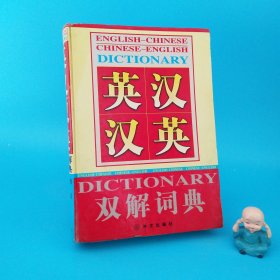 ENGLISH-CHINESE
CHINESE-ENGLISH
DICTIONARY
英汉
汉英
DICTIONARY
双解词典